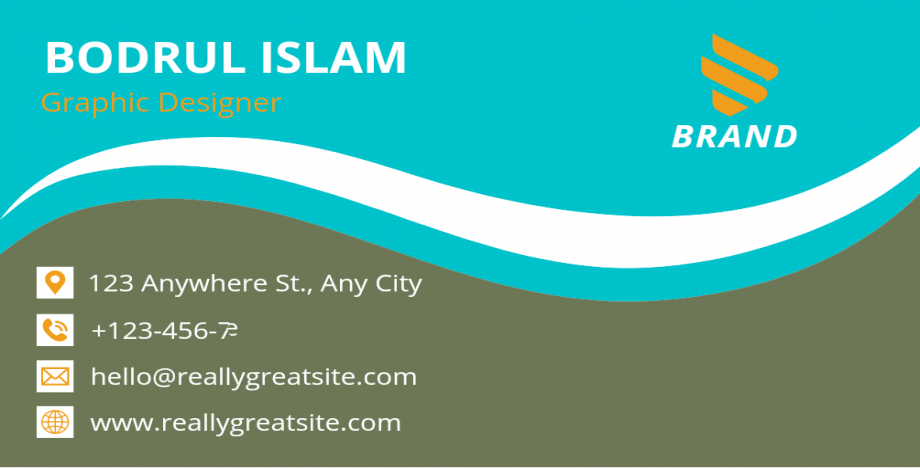 BODRUL ISLAM
Graphic Designer
BRAND
123 Anywhere St., Any City
+123-456-7
hello@reallygreatsite.com
www.reallygreatsite.com